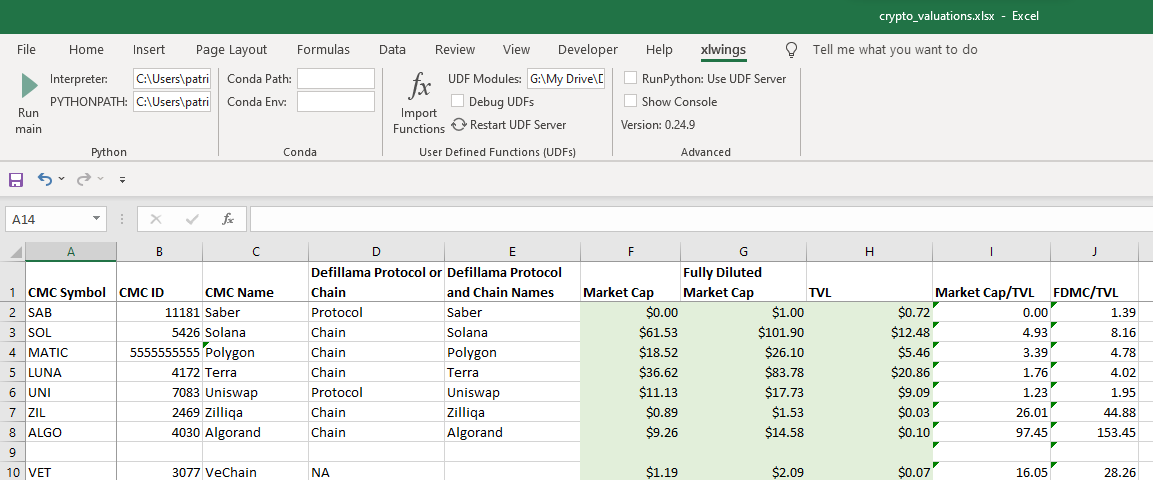 crypto_valuations.xlsx - Excel
File Home Insert Page Layout Formulas Data Review View Developer Help xlwings Tell me what you want to do
Interpreter: C:\Users\patri Conda Path: UDF Modules: G:\My Drive\D RunPython: Use UDF Server
PYTHONPATH: C:\Users\patri Conda Env: Debug UDFs Show Console
Run main Import Functions Restart UDF Server Version: 0.24.9
Python Conda User Defined Functions (UDFs) Advanced
A14 fx
A B C D E F G H I J
1 CMC Symbol CMC ID CMC Name Defillama Protocol or Chain Defillama Protocol and Chain Names Market Cap Fully Diluted Market Cap TVL Market Cap/TVL FDMC/TVL
2 SAB 11181 Saber Protocol Saber $0.00 $1.00 $0.72 0.00 1.39
3 SOL 5426 Solana Chain Solana $61.53 $101.90 $12.48 4.93 8.16
4 MATIC 5555555555 Polygon Chain Polygon $18.52 $26.10 $5.46 3.39 4.78
5 LUNA 4172 Terra Chain Terra $36.62 $83.78 $20.86 1.76 4.02
6 UNI 7083 Uniswap Protocol Uniswap $11.13 $17.73 $9.09 1.23 1.95
7 ZIL 2469 Zilliqa Chain Zilliqa $0.89 $1.53 $0.03 26.01 44.88
8 ALGO 4030 Algorand Chain Algorand $9.26 $14.58 $0.10 97.45 153.45
9
10 VET 3077 VeChain NA $1.19 $2.09 $0.07 16.05 28.26